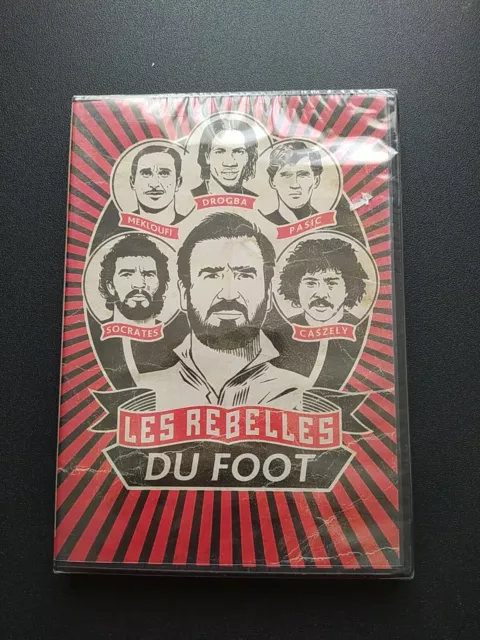 DROGBA
MEKLOUFI
PASIC
SOCRATES
CASZELY
LES REBELLES
DU FOOT